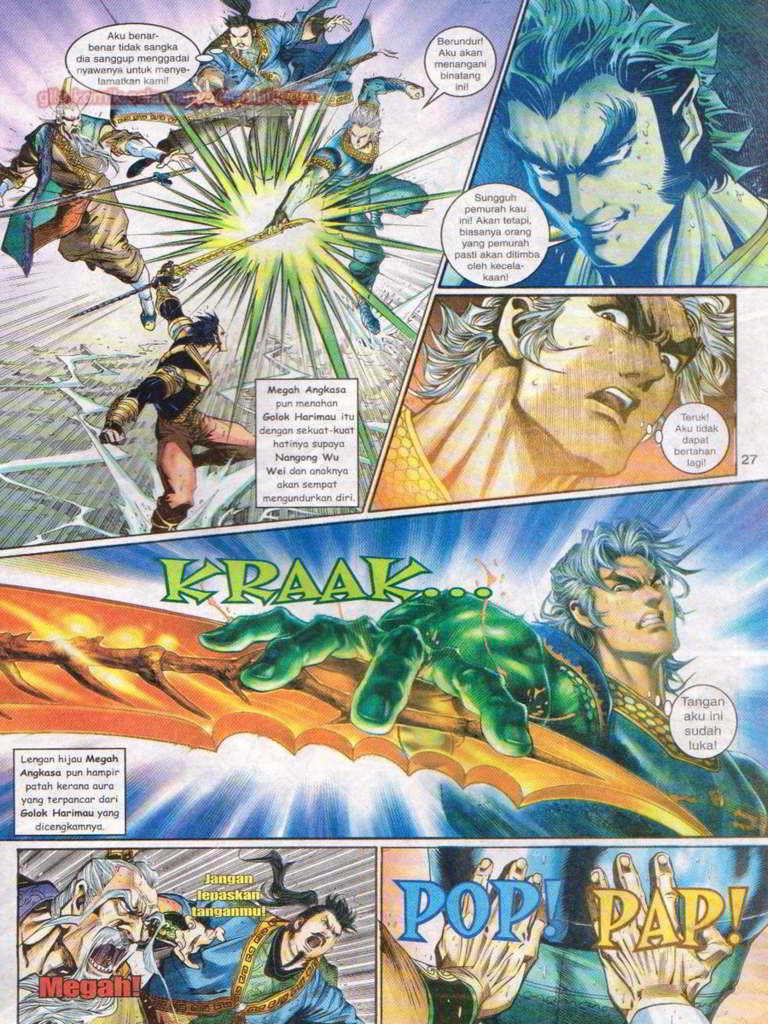 Aku benar-
benar tidak sangka
dia sanggup menggadai
nyawanya untuk menye-
lamatkan kami!
Berundur!
Aku akan
menangani
binatang
ini!
Sungguh
pemurah kau
ini! Akan tetapi,
biasanya orang
yang pemurah
pasti akan ditimba
oleh kecela-
kaan!
Megah Angkasa
pun menahan
Golok Harimau itu
dengan sekuat-kuat
hatinya supaya
Nangong Wu
Wei dan anaknya
akan sempat
mengundurkan diri.
Teruk!
Aku tidak
dapat
bertahan
lagi!
27
KRAAK...
Tangan
aku ini
sudah
luka!
Lengan hijau Megah
Angkasa pun hampir
patah kerana aura
yang terpancar dari
Golok Harimau yang
dicengkamnya.
Jangan
lepaskan
tanganmu!
Megah!
POP! PAP!